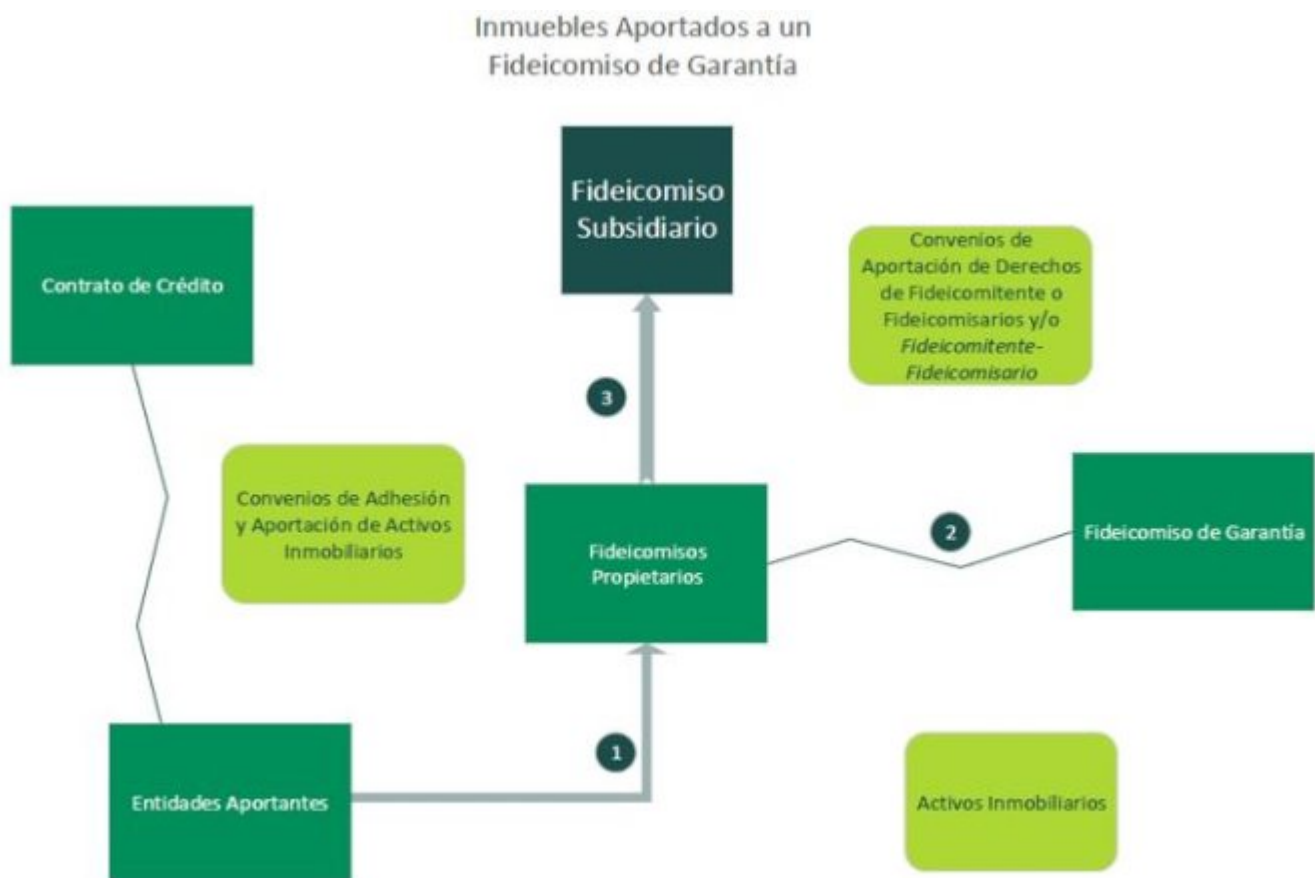 Inmuebles Aportados a un
Fideicomiso de Garantía
Fideicomiso
Subsidiario
Contrato de Crédito
Convenios de
Aportación de Derechos
de Fideicomitente o
Fideicomisarios y/o
Fideicomitente-
Fideicomisario
3
Convenios de Adhesión
y Aportación de Activos
Inmobiliarios
Fideicomisos
Propietarios
2
Fideicomiso de Garantía
1
Entidades Aportantes
Activos Inmobiliarios